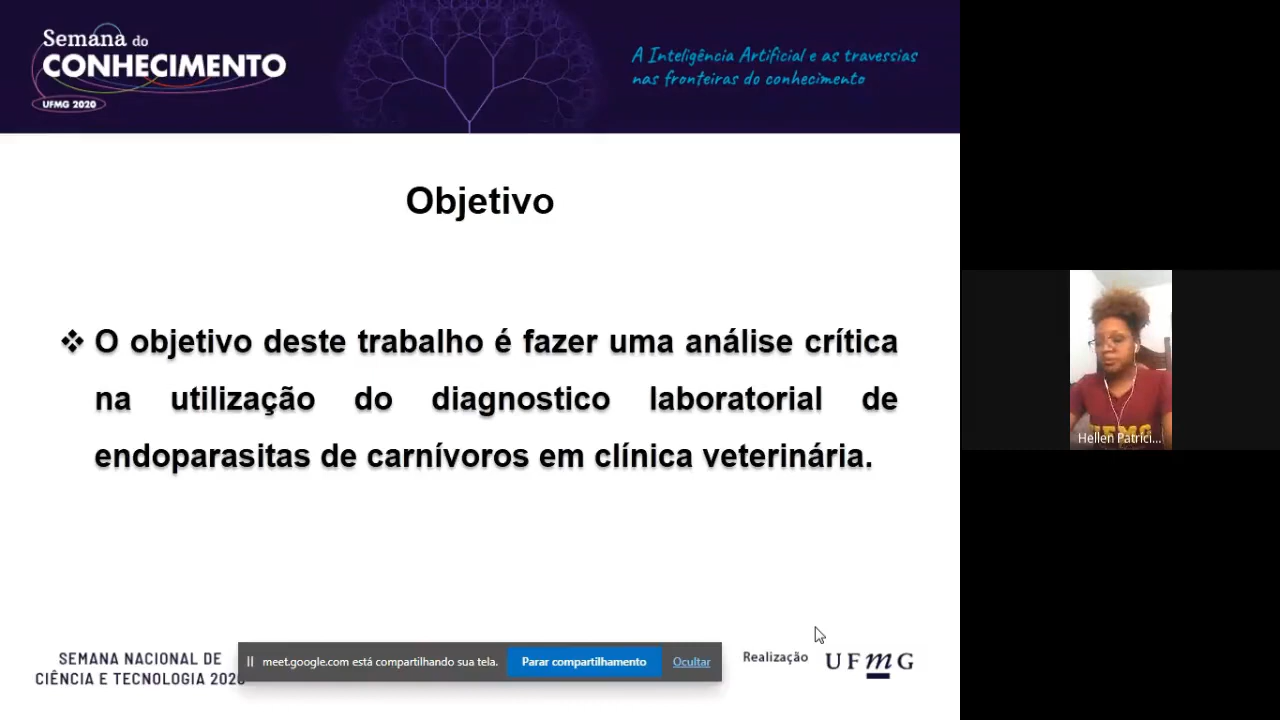 Semana do
CONHECIMENTO
UFMG 2020
A Inteligência Artificial e as travessias
nas fronteiras do conhecimento
Objetivo
❖ O objetivo deste trabalho é fazer uma análise crítica
na utilização do diagnostico laboratorial de
endoparasitas de carnívoros em clínica veterinária.
Hellen Patrici...
UFMG
SEMANA NACIONAL DE
CIÊNCIA E TECNOLOGIA 2020
meet.google.com está compartilhando sua tela.
Parar compartilhamento
Ocultar
Realização
UFmG